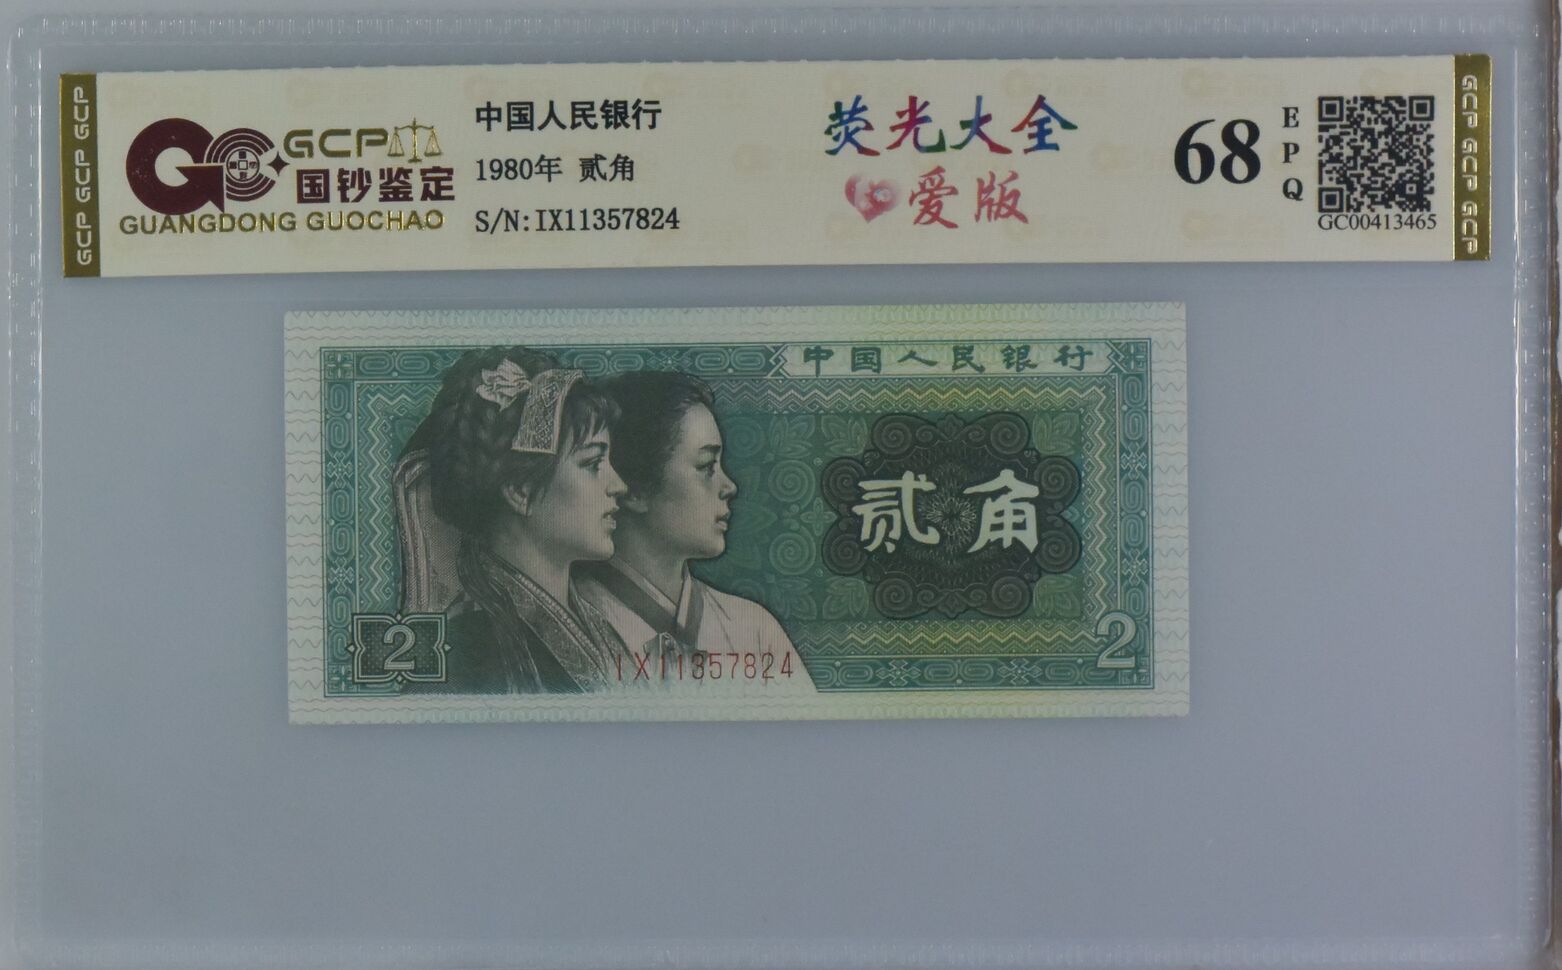 GCP GCP GCP
GCP
国钞鉴定
GUANGDONG GUOCHAO
中国人民银行
1980年 贰角
S/N:IX11357824
荧光大全
爱版
68
EPQ
GC00413465
GCP GCP GCP
中国人民银行
贰角
2
2
IX11357824